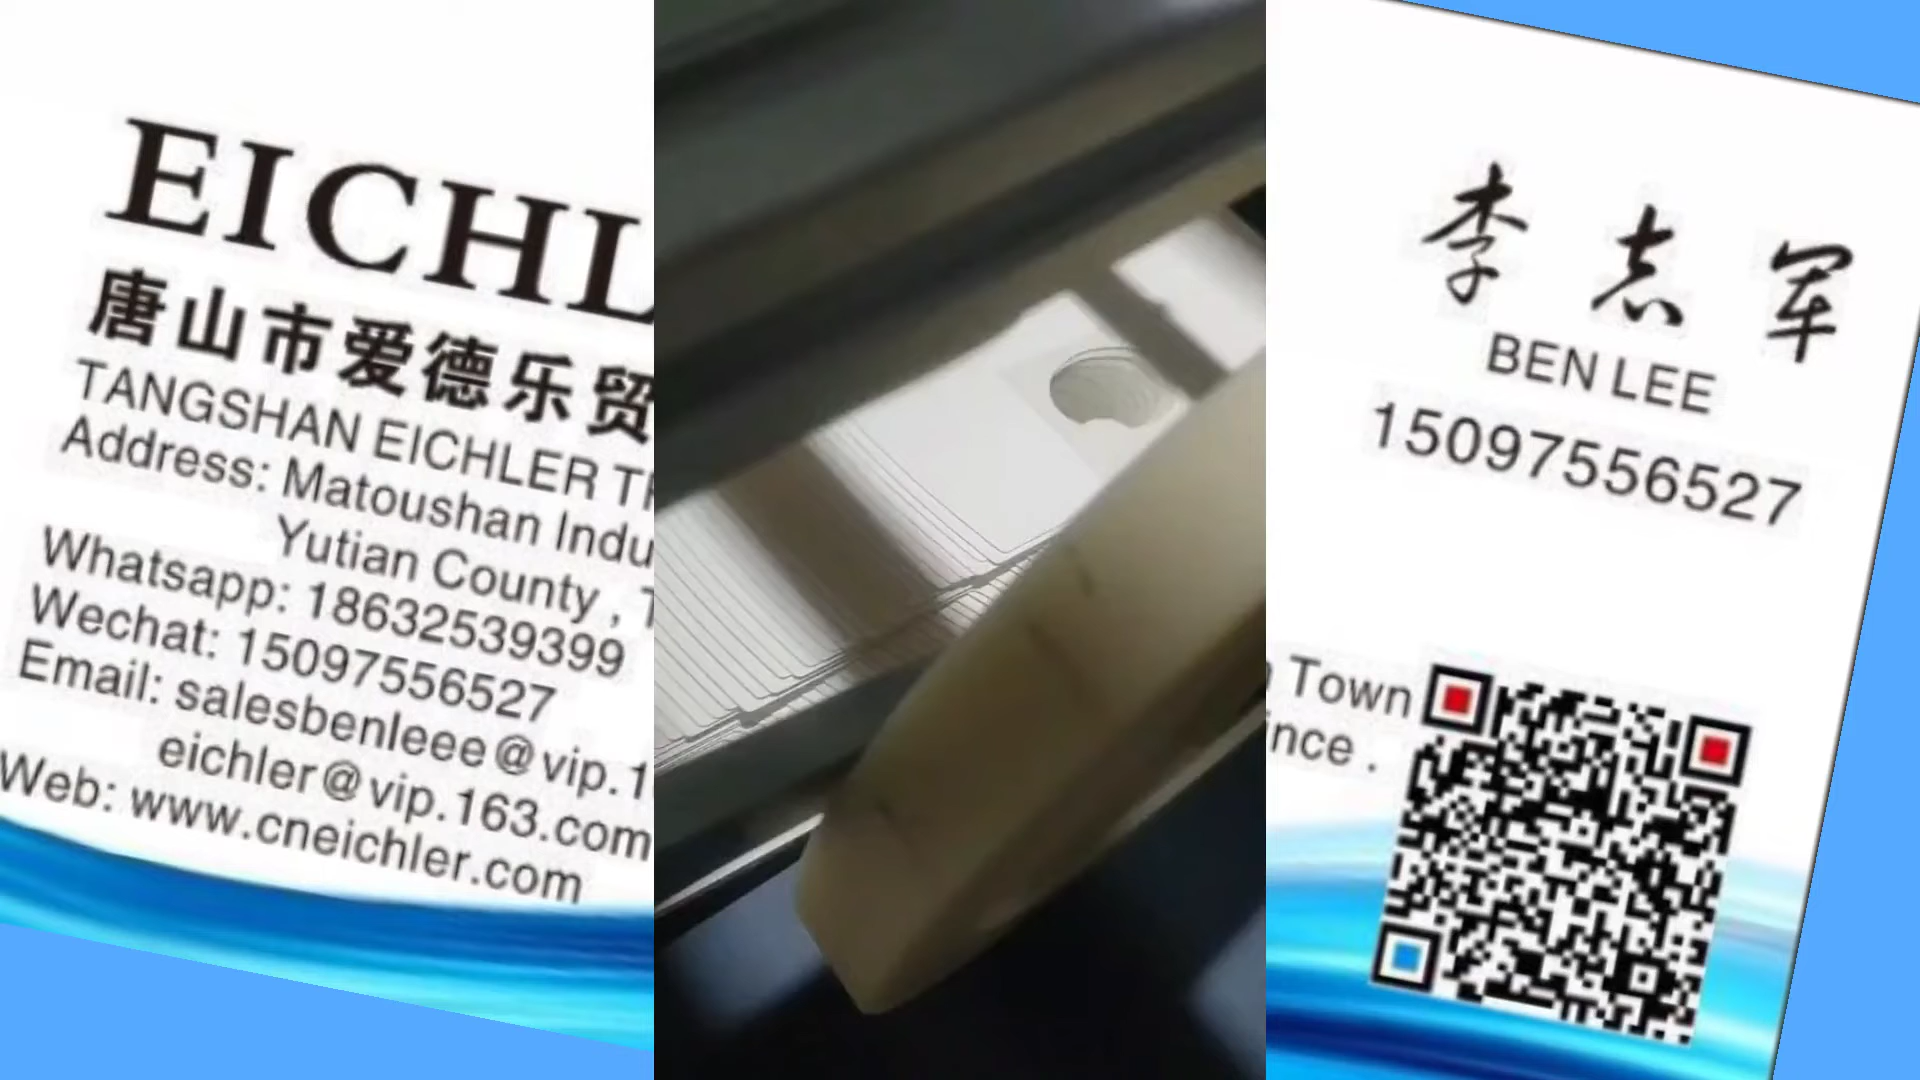 EICHL
唐山市爱德乐贸
TANGSHAN EICHLER
Address: Matoushan Indu
Yutian County ,
Whatsapp: 18632539399
Wechat: 15097556527
Email: salesbenleee@vip.1
eichler@vip.163.com
Web: www.cneichler.com
李志军
BEN LEE
15097556527
Town
ince .